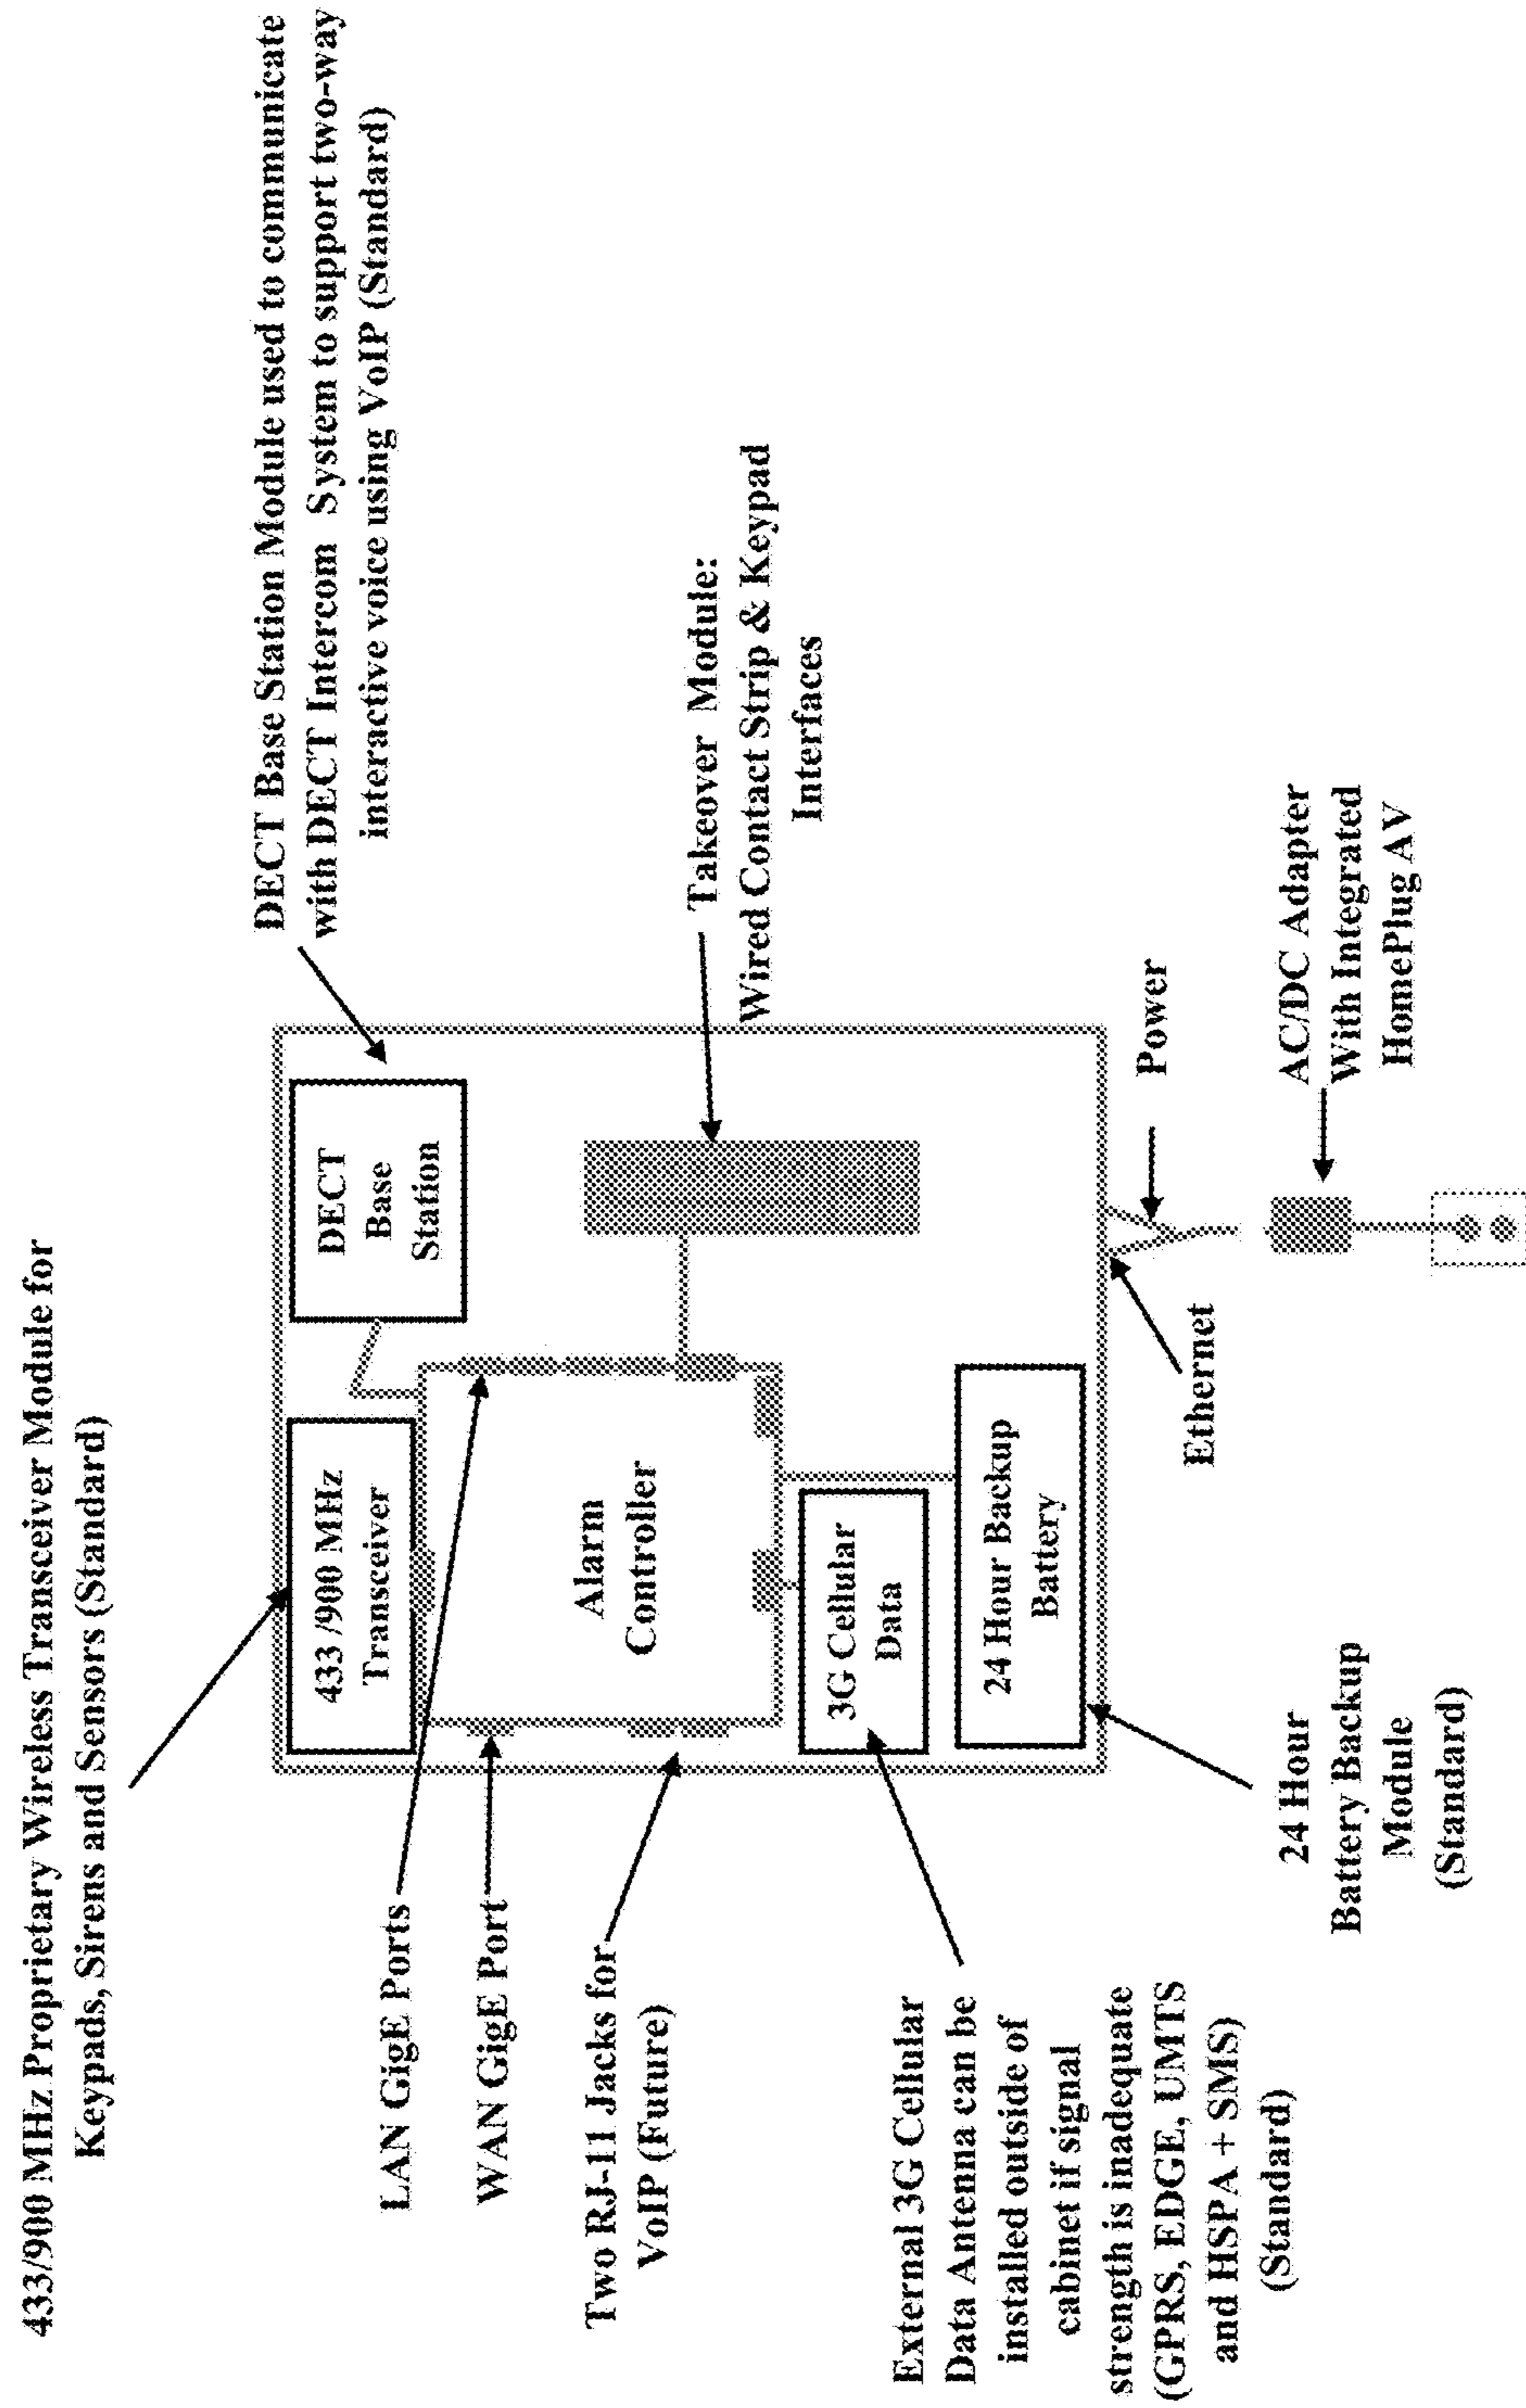 433/900 MHz Proprietary Wireless Transceiver Module for
Keypads, Sirens and Sensors (Standard)
DECT Base Station Module used to communicate
with DECT Intercom System to support two-way
interactive voice using VoIP (Standard)
LAN GigE Ports
WAN GigE Port
Two RJ-11 Jacks for
VoIP (Future)
External 3G Cellular
Data Antenna can be
installed outside of
cabinet if signal
strength is inadequate
(GPRS, EDGE, UMTS
and HSPA + SMS)
(Standard)
433 /900 MHz
Transceiver
DECT
Base
Station
Alarm
Controller
3G Cellular
Data
24 Hour Backup
Battery
Takeover Module:
Wired Contact Strip & Keypad
Interfaces
24 Hour
Battery Backup
Module
(Standard)
Ethernet
Power
AC/DC Adapter
With Integrated
HomePlug AV